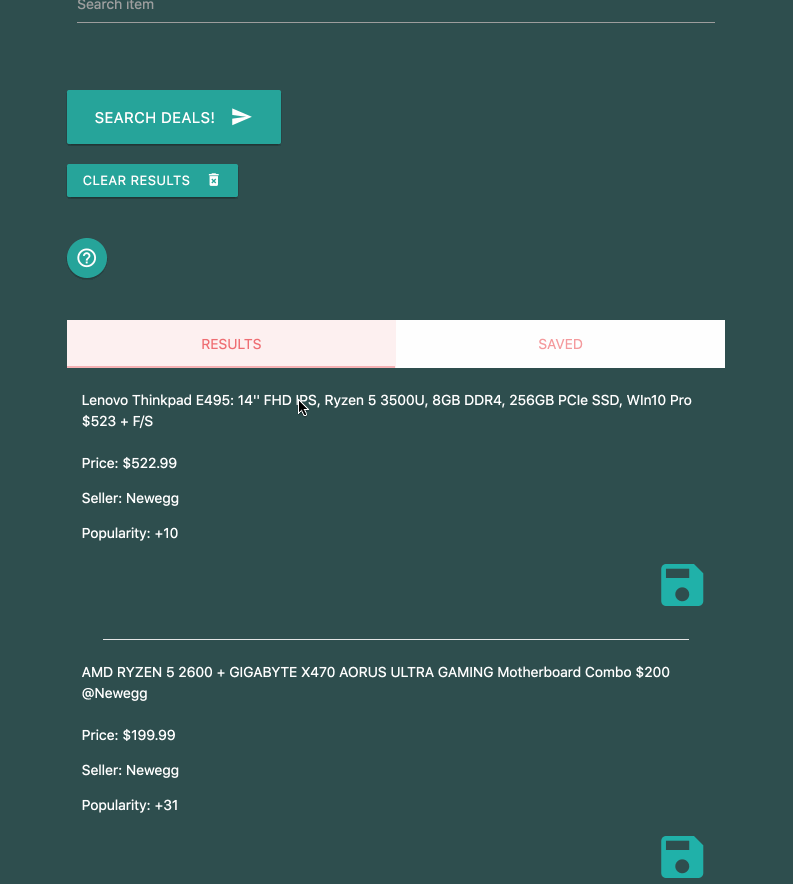 Search item
SEARCH DEALS!
CLEAR RESULTS
RESULTS
SAVED
Lenovo Thinkpad E495: 14'' FHD IPS, Ryzen 5 3500U, 8GB DDR4, 256GB PCIe SSD, WIn10 Pro
$523 + F/S
Price: $522.99
Seller: Newegg
Popularity: +10
AMD RYZEN 5 2600 + GIGABYTE X470 AORUS ULTRA GAMING Motherboard Combo $200
@Newegg
Price: $199.99
Seller: Newegg
Popularity: +31